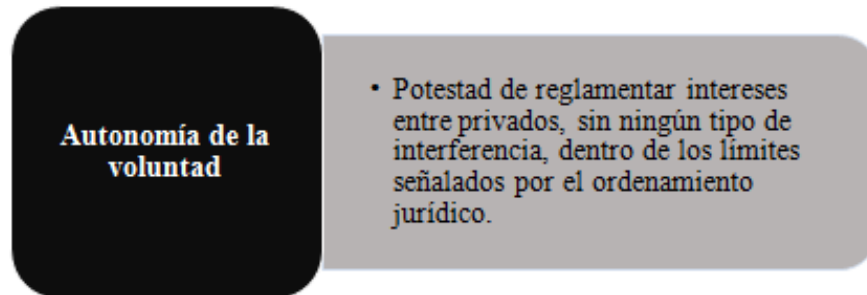 Autonomía de la
voluntad
• Potestad de reglamentar intereses
entre privados, sin ningún tipo de
interferencia, dentro de los límites
señalados por el ordenamiento
jurídico.